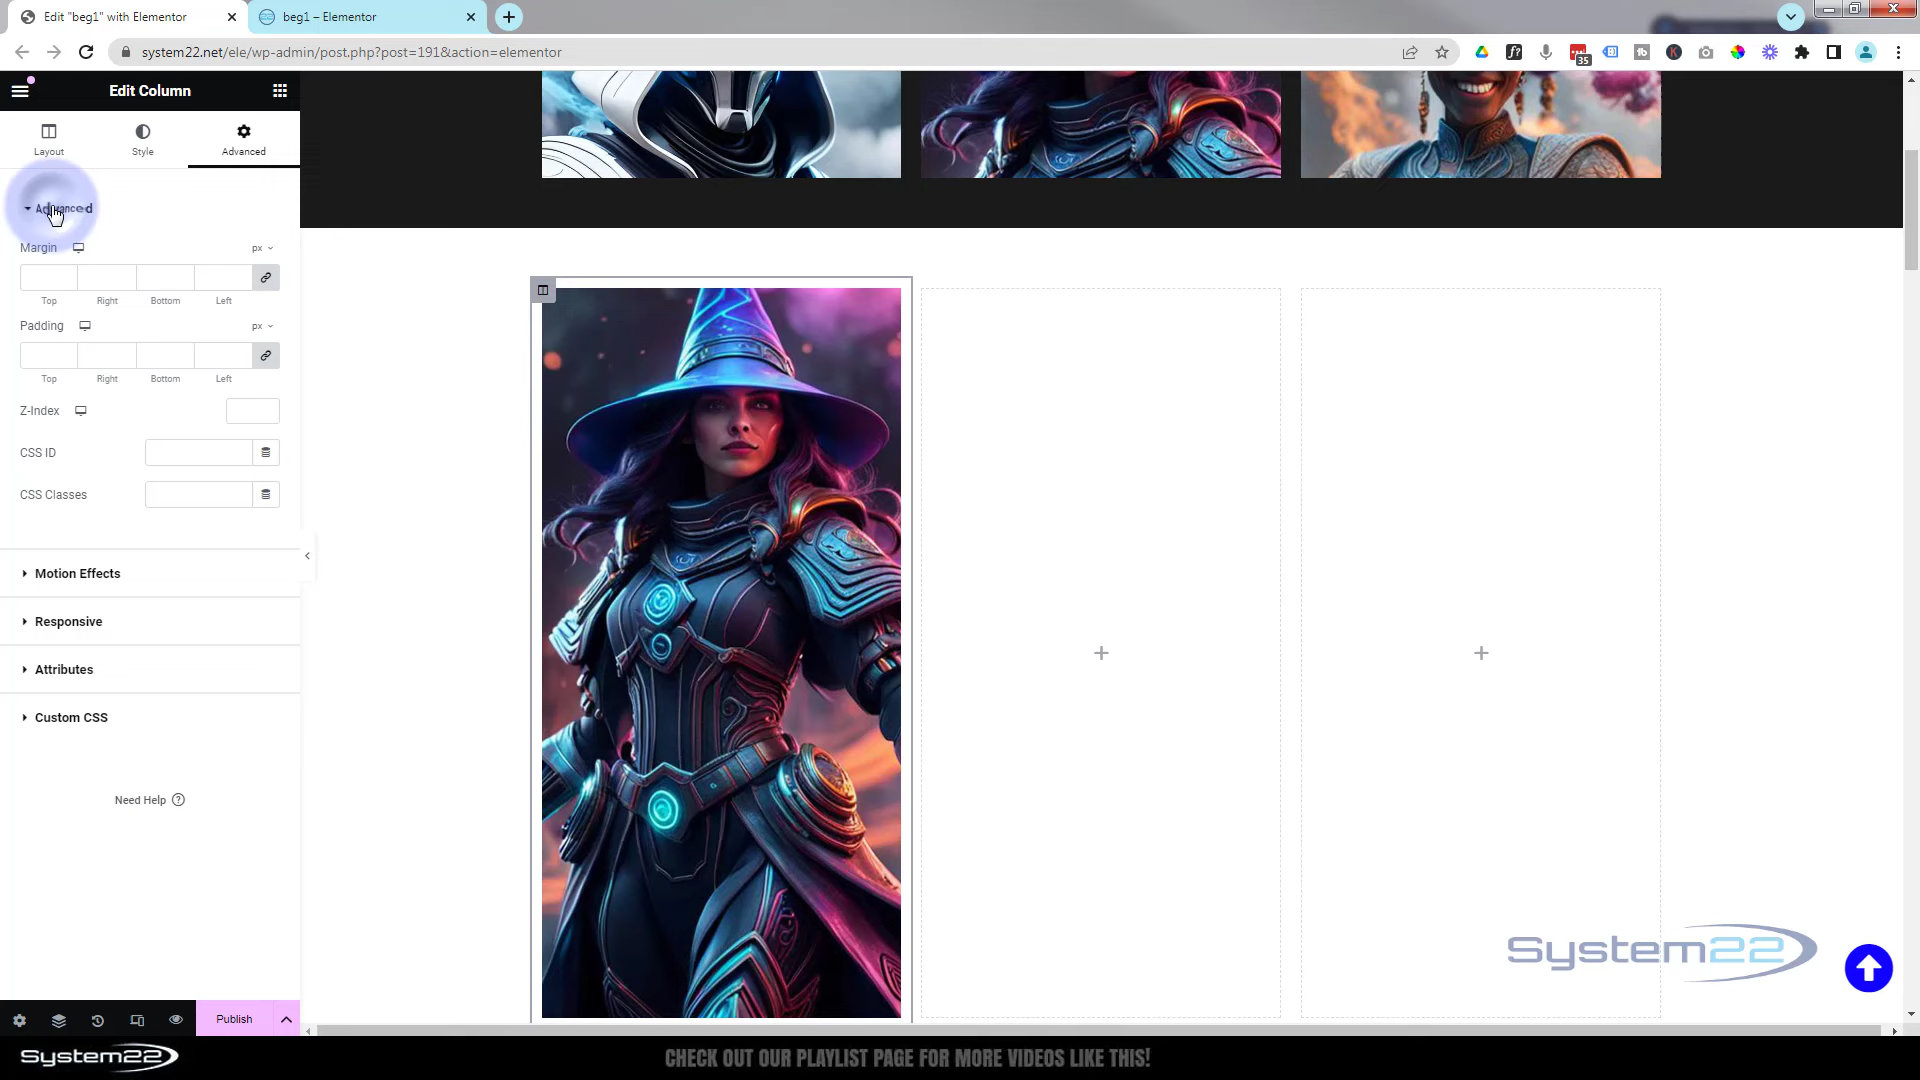 Edit "beg1" with Elementor
beg1 – Elementor
system22.net/ele/wp-admin/post.php?post=191&action=elementor
35
Edit Column
Layout
Style
Advanced
Advanced
Margin
px
Top
Right
Bottom
Left
Padding
px
Top
Right
Bottom
Left
Z-Index
CSS ID
CSS Classes
Motion Effects
Responsive
Attributes
Custom CSS
Need Help
Publish
System22
System22
CHECK OUT OUR PLAYLIST PAGE FOR MORE VIDEOS LIKE THIS!